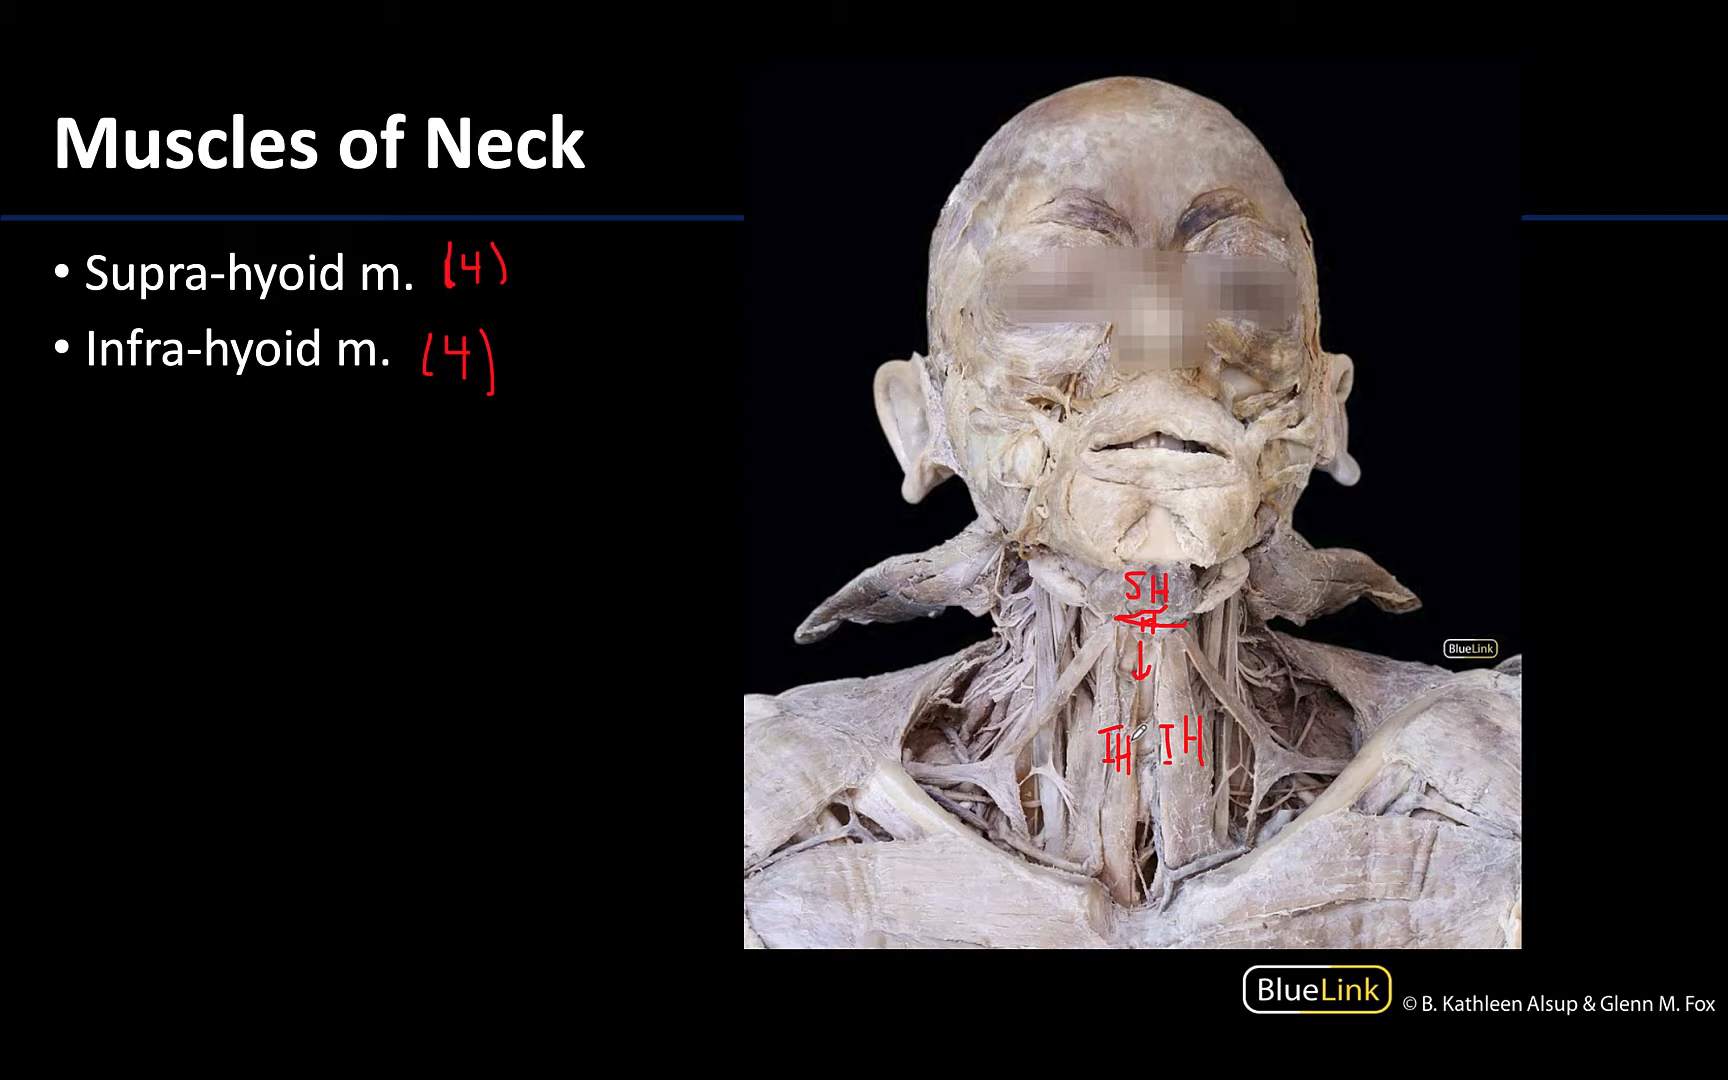 Muscles of Neck
• Supra-hyoid m. (4)
• Infra-hyoid m. (4)
SH
H
IH IH
BlueLink
BlueLink
© B. Kathleen Alsup & Glenn M. Fox